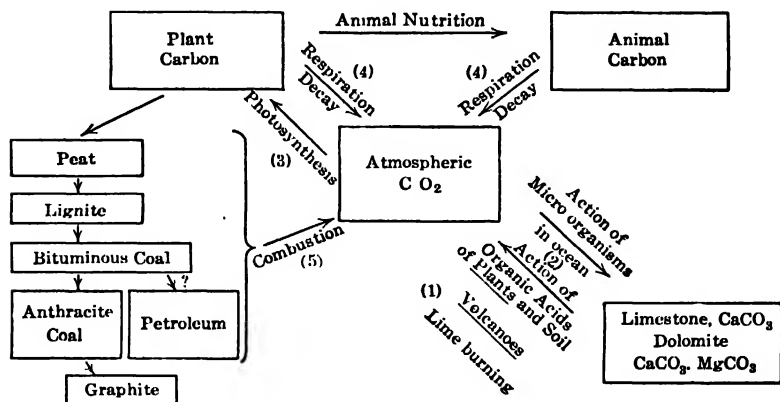 Animal Nutrition
Plant
Carbon
Animal
Carbon
(4)
Respiration
Decay
(4)
Respiration
Decay
Photosynthesis
(3)
Atmospheric
C O2
Peat
Lignite
Bituminous Coal
?
Anthracite
Coal
Petroleum
Graphite
Combustion
(5)
Action of
Micro organisms
in ocean
(2)
Action of
Organic Acids
of Plants and Soil
(1)
Volcanoes
Lime burning
Limestone, CaCO3
Dolomite
CaCO3. MgCO3